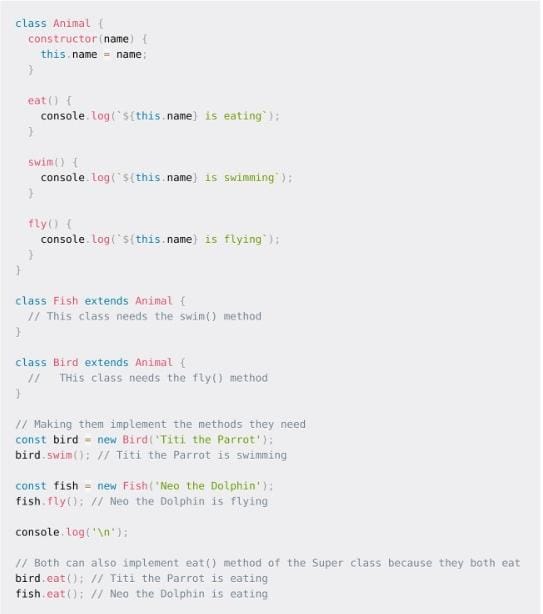 class Animal {
  constructor(name) {
    this.name = name;
  }

  eat() {
    console.log(`${this.name} is eating`);
  }

  swim() {
    console.log(`${this.name} is swimming`);
  }

  fly() {
    console.log(`${this.name} is flying`);
  }
}

class Fish extends Animal {
  // This class needs the swim() method
}

class Bird extends Animal {
  //   THis class needs the fly() method
}

// Making them implement the methods they need
const bird = new Bird('Titi the Parrot');
bird.swim(); // Titi the Parrot is swimming

const fish = new Fish('Neo the Dolphin');
fish.fly(); // Neo the Dolphin is flying

console.log('\n');

// Both can also implement eat() method of the Super class because they both eat
bird.eat(); // Titi the Parrot is eating
fish.eat(); // Neo the Dolphin is eating